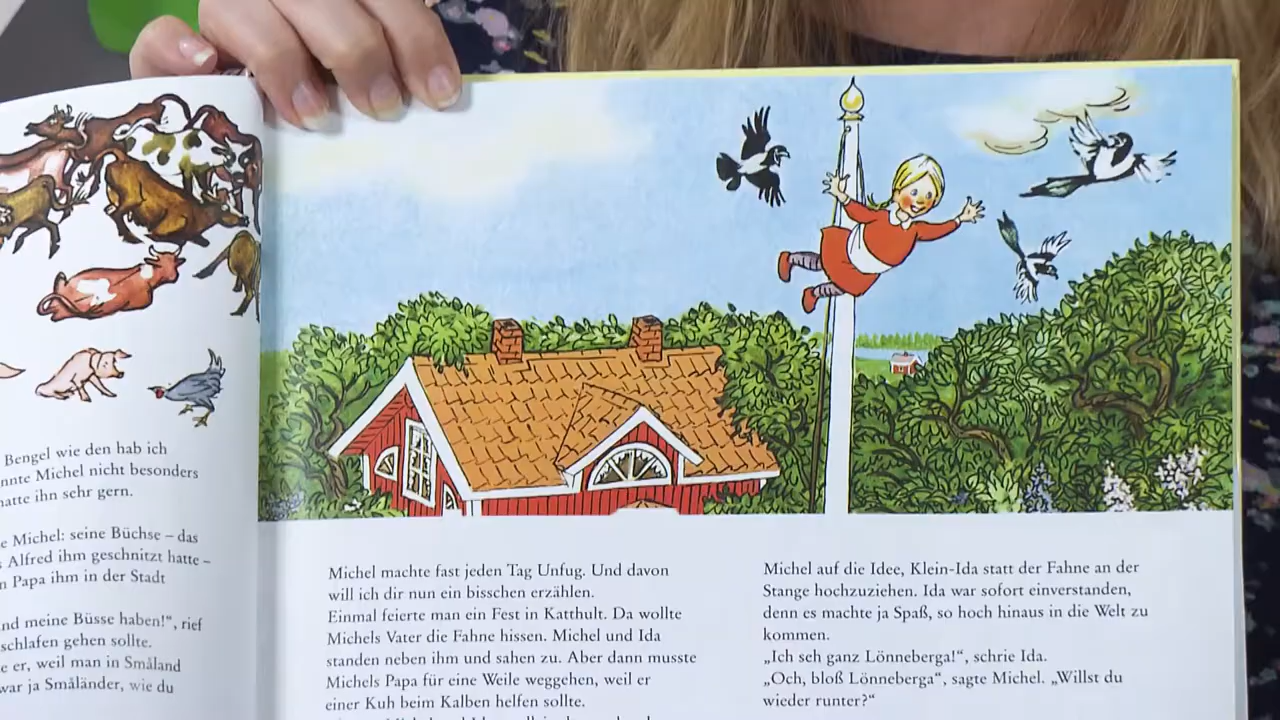 Bengel wie den hab ich
nnte Michel nicht besonders
hatte ihn sehr gern.
e Michel: seine Büchse – das
Alfred ihm geschnitzt hatte –
n Papa ihm in der Stadt
nd meine Büsse haben!“, rief
schlafen gehen sollte.
e er, weil man in Småland
war ja Småländer, wie du
Michel machte fast jeden Tag Unfug. Und davon
will ich dir nun ein bisschen erzählen.
Einmal feierte man ein Fest in Katthult. Da wollte
Michels Vater die Fahne hissen. Michel und Ida
standen neben ihm und sahen zu. Aber dann musste
Michels Papa für eine Weile weggehen, weil er
einer Kuh beim Kalben helfen sollte.
Michel auf die Idee, Klein-Ida statt der Fahne an der
Stange hochzuziehen. Ida war sofort einverstanden,
denn es machte ja Spaß, so hoch hinaus in die Welt zu
kommen.
„Ich seh ganz Lönneberga!“, schrie Ida.
„Och, bloß Lönneberga“, sagte Michel. „Willst du
wieder runter?“